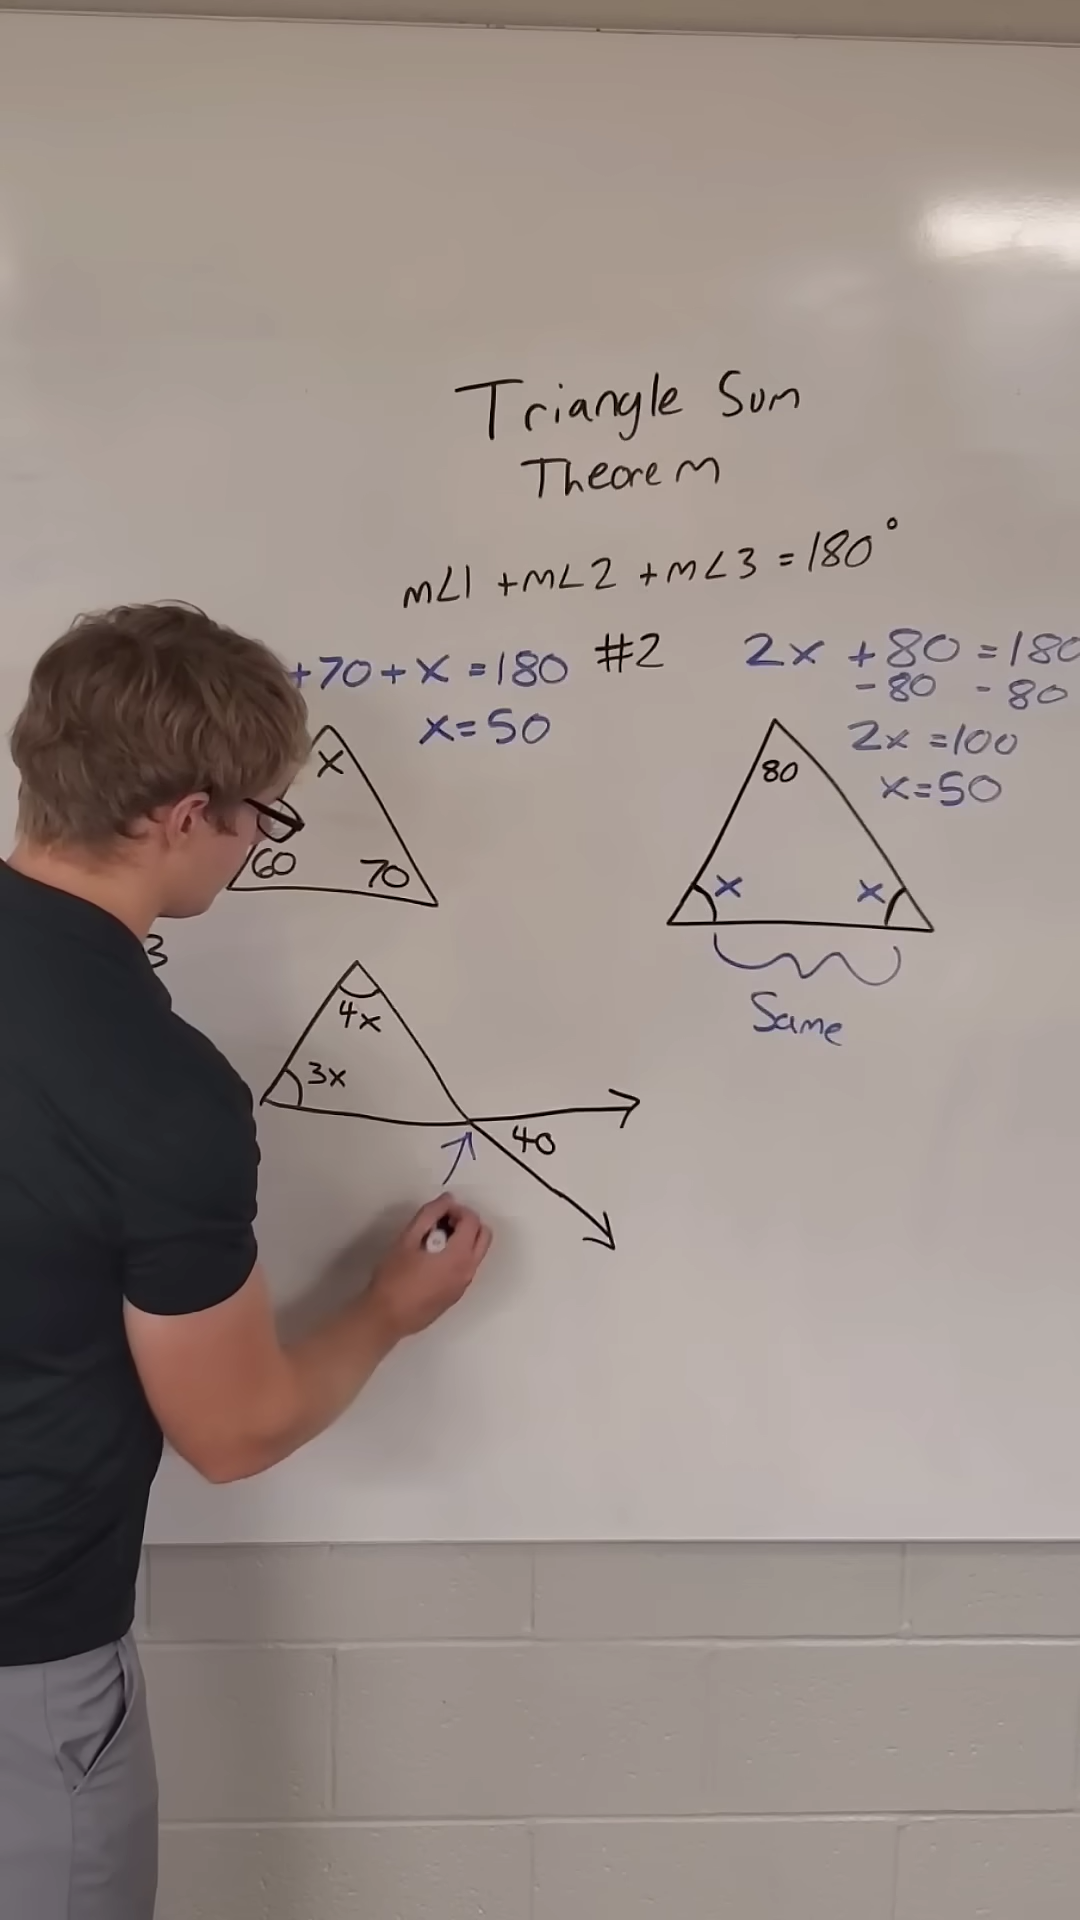 Triangle Sum
Theorem
m∠1 +m∠2 +m∠3 =180°
+70+x =180
x=50
x
60
70
#2
2x +80 =180
-80 -80
2x =100
x=50
80
x
x
Same
3
4x
3x
40